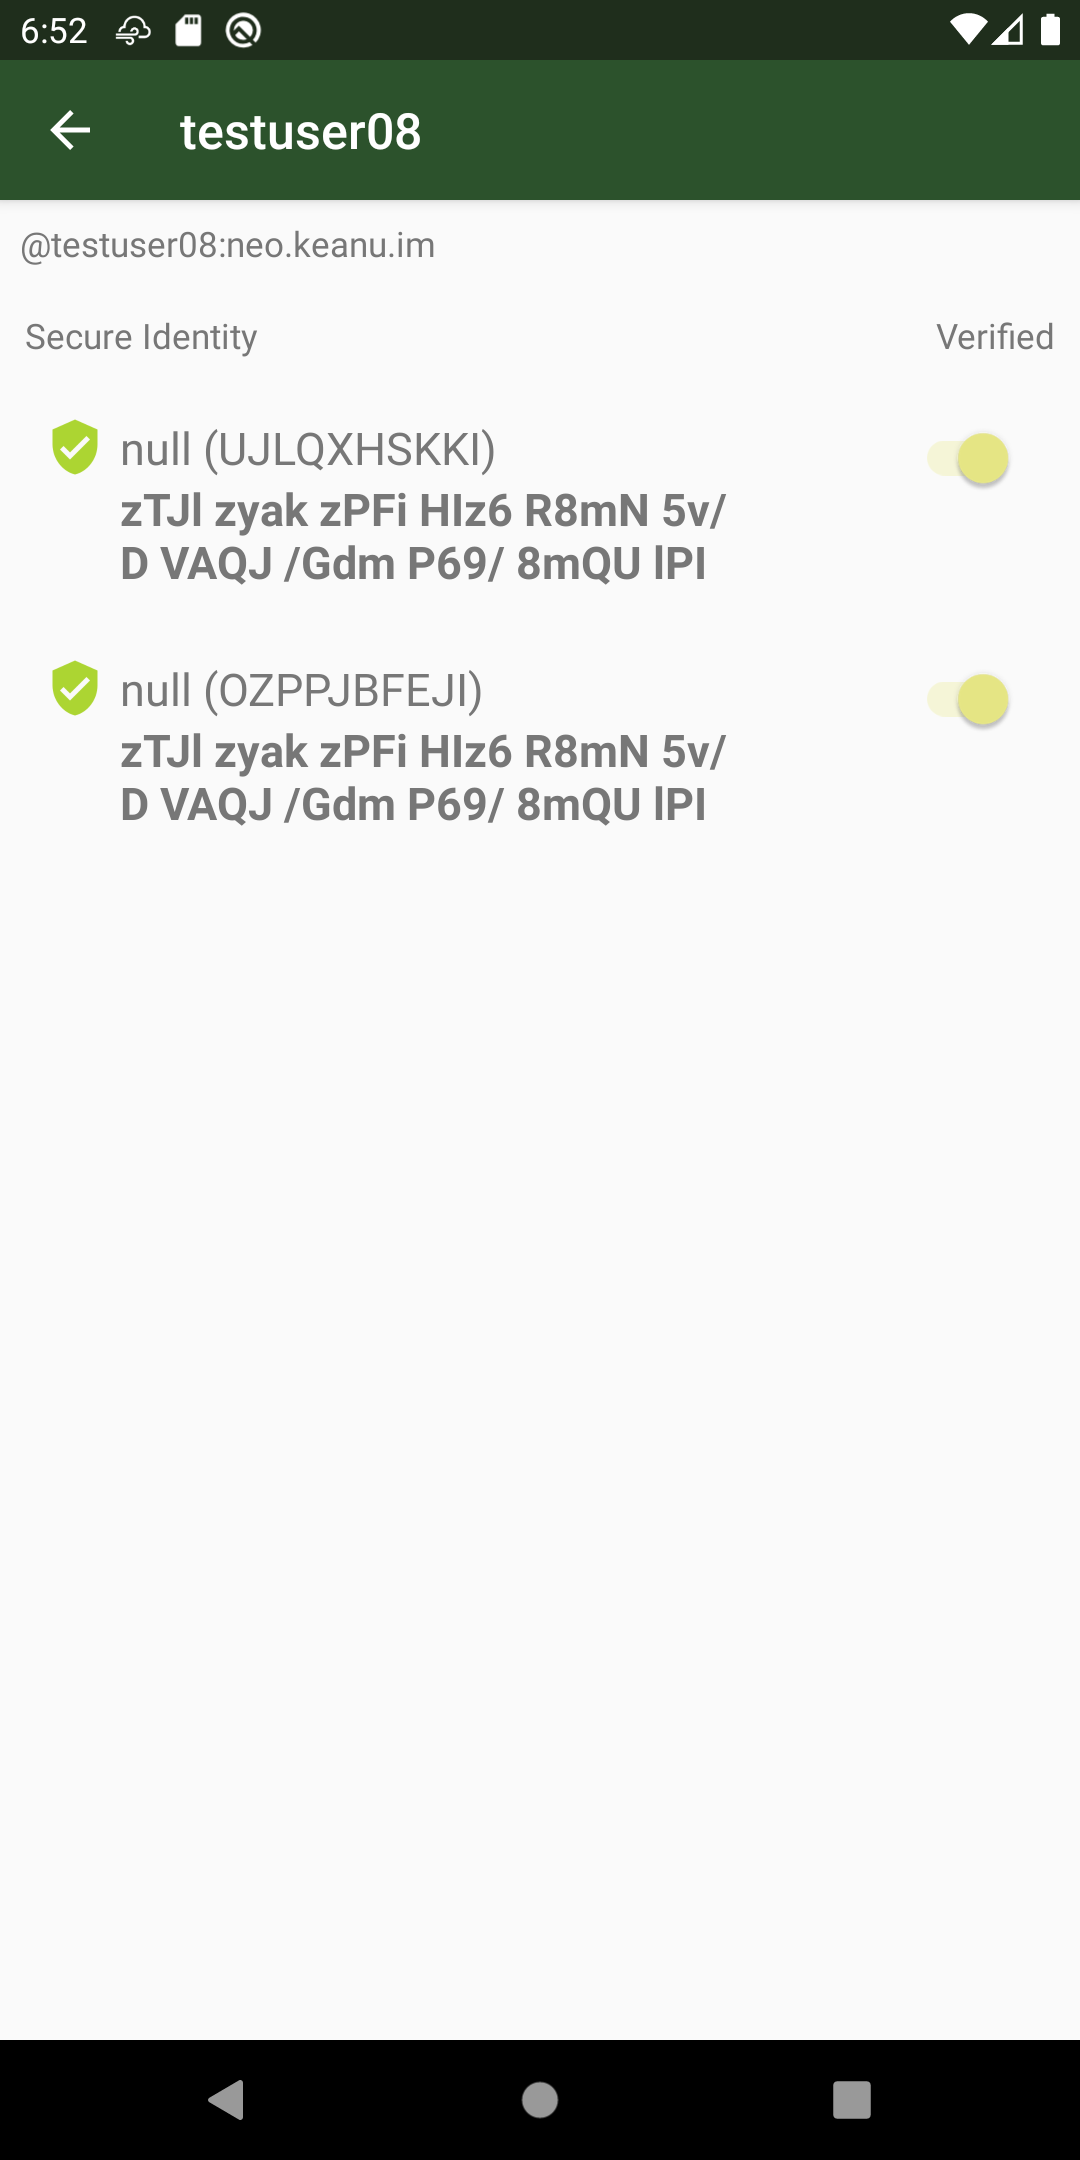 6:52
testuser08
@testuser08:neo.keanu.im
Secure Identity Verified
null (UJLQXHSKKI)
zTJl zyak zPFi HIz6 R8mN 5v/
D VAQJ /Gdm P69/ 8mQU lPI
null (OZPPJBFEJI)
zTJl zyak zPFi HIz6 R8mN 5v/
D VAQJ /Gdm P69/ 8mQU lPI